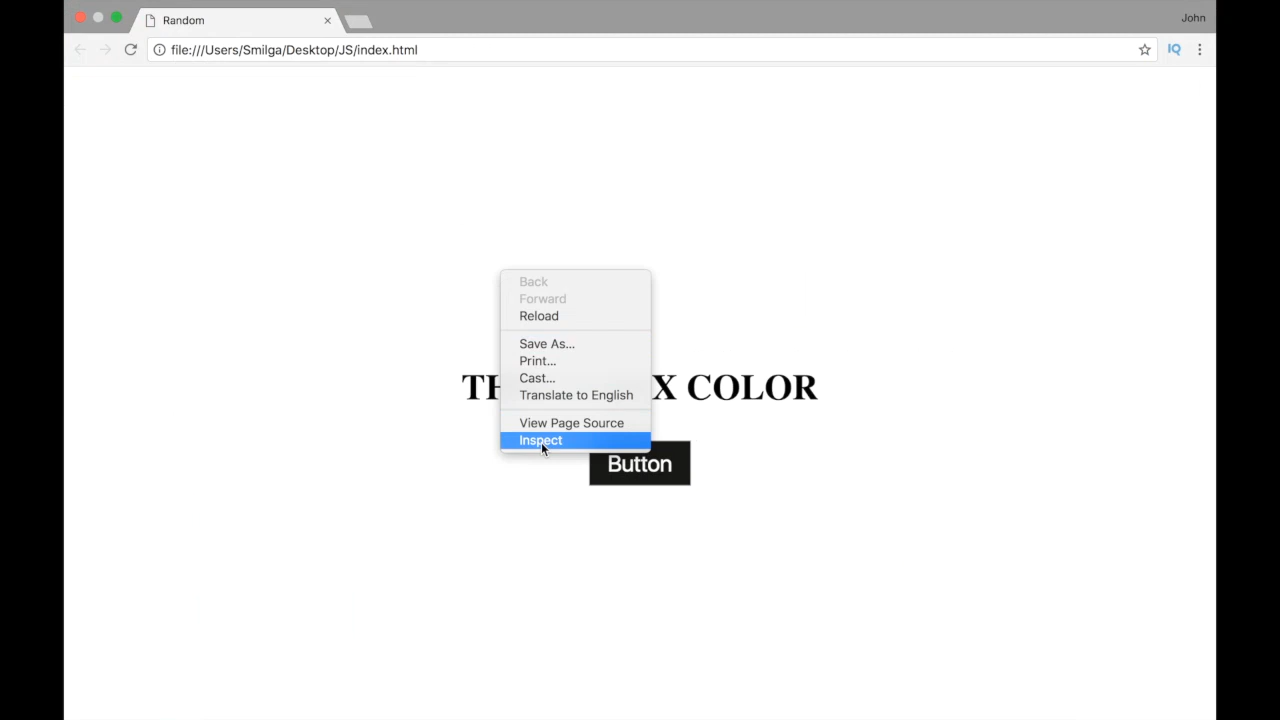 Random
John
file:///Users/Smilga/Desktop/JS/index.html
IQ
Back
Forward
Reload
Save As...
Print...
Cast...
Translate to English
View Page Source
Inspect
X COLOR
Button